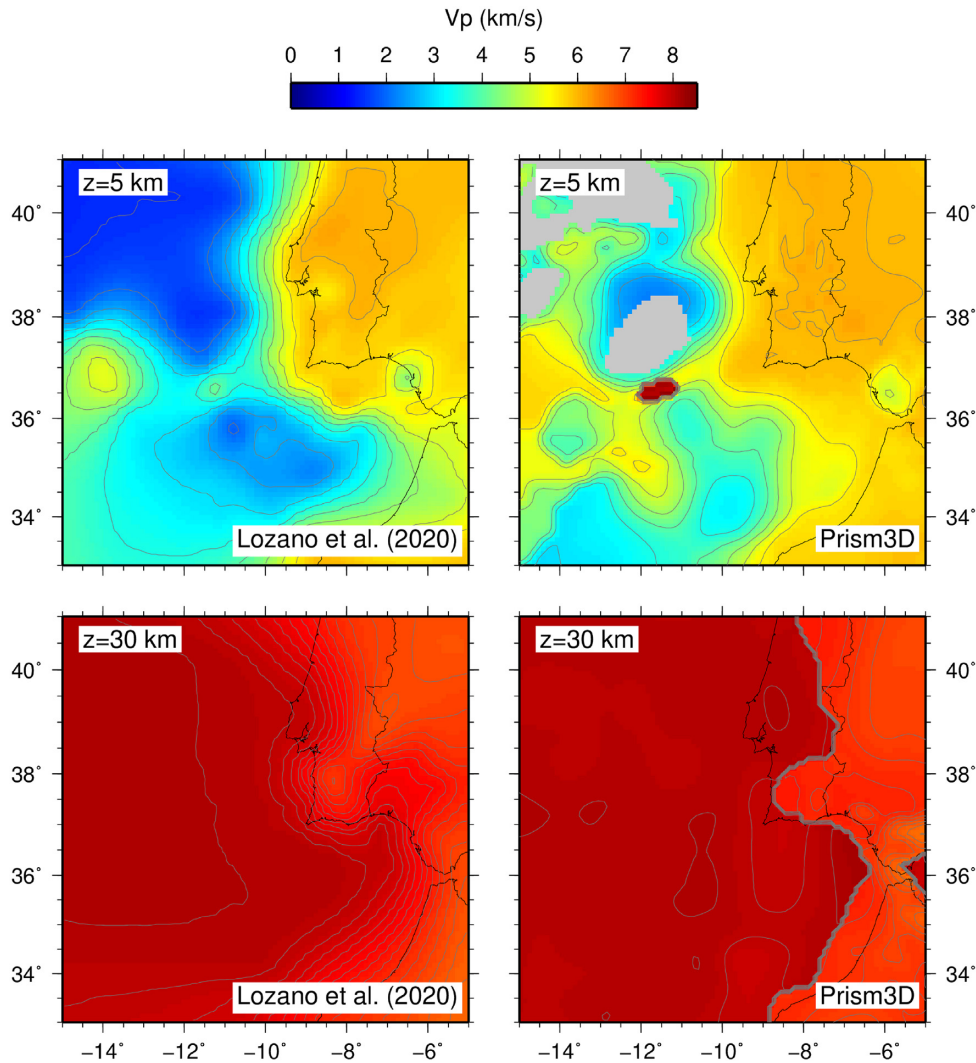 Vp (km/s)
0 1 2 3 4 5 6 7 8
z=5 km
z=5 km
40° 40°
38° 38°
36° 36°
34° 34°
Lozano et al. (2020)
Prism3D
z=30 km
z=30 km
40° 40°
38° 38°
36° 36°
34° 34°
Lozano et al. (2020)
Prism3D
−14° −12° −10° −8° −6° −14° −12° −10° −8° −6°